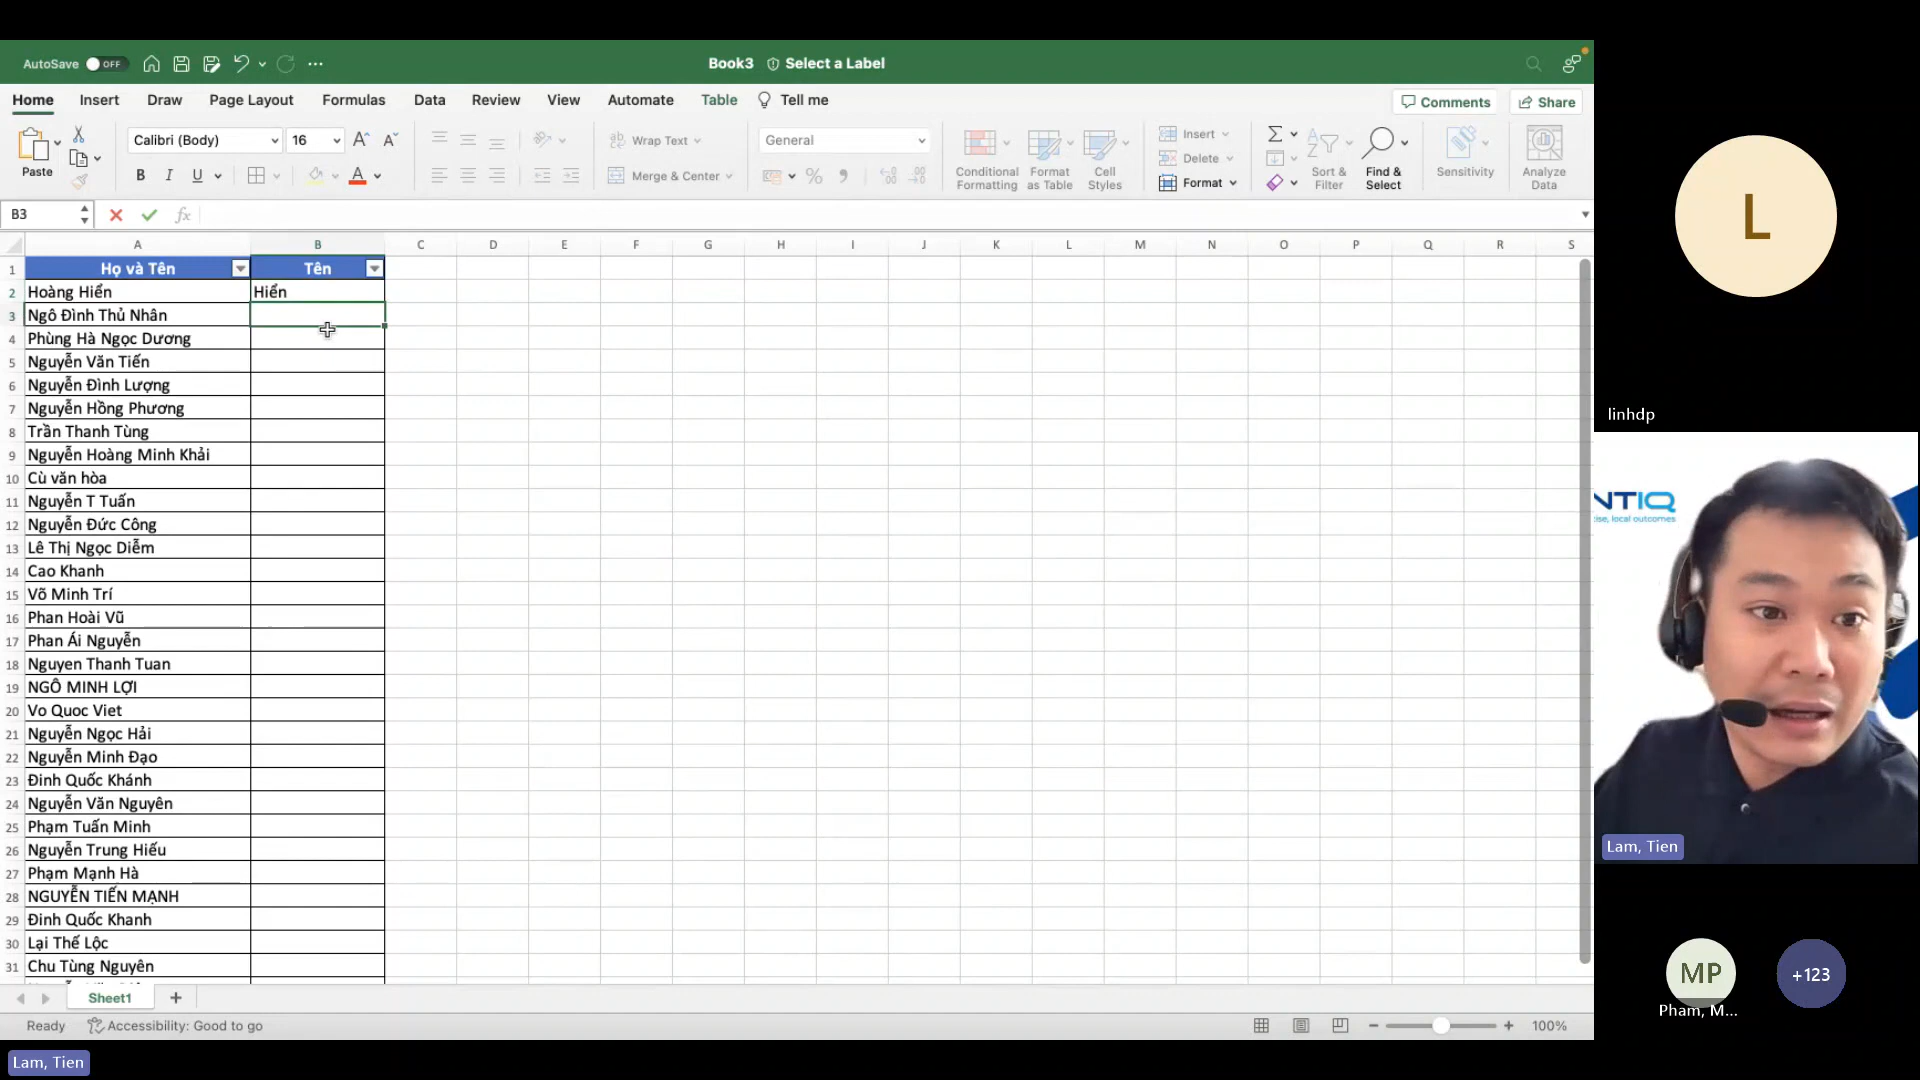 AutoSave OFF
Book3 Select a Label
Home Insert Draw Page Layout Formulas Data Review View Automate Table Tell me
Comments Share
Paste
Calibri (Body) 16
B I U A
Wrap Text
Merge & Center
General
Conditional Formatting
Format as Table
Cell Styles
Insert
Delete
Format
Sort & Filter
Find & Select
Sensitivity
Analyze Data
B3 fx
A B C D E F G H I J K L M N O P Q R S
1 Họ và Tên Tên
2 Hoàng Hiển Hiển
3 Ngô Đình Thủ Nhân
4 Phùng Hà Ngọc Dương
5 Nguyễn Văn Tiến
6 Nguyễn Đình Lượng
7 Nguyễn Hồng Phương
8 Trần Thanh Tùng
9 Nguyễn Hoàng Minh Khải
10 Cù văn hòa
11 Nguyễn T Tuấn
12 Nguyễn Đức Công
13 Lê Thị Ngọc Diễm
14 Cao Khanh
15 Võ Minh Trí
16 Phan Hoài Vũ
17 Phan Ái Nguyễn
18 Nguyen Thanh Tuan
19 NGÔ MINH LỢI
20 Vo Quoc Viet
21 Nguyễn Ngọc Hải
22 Nguyễn Minh Đạo
23 Đinh Quốc Khánh
24 Nguyễn Văn Nguyên
25 Phạm Tuấn Minh
26 Nguyễn Trung Hiếu
27 Phạm Mạnh Hà
28 NGUYỄN TIẾN MẠNH
29 Đinh Quốc Khanh
30 Lại Thế Lộc
31 Chu Tùng Nguyên
Sheet1
Ready Accessibility: Good to go
100%
Lam, Tien
L
linhdp
NTIQ
ise, local outcomes
Lam, Tien
MP
Pham, M...
+123